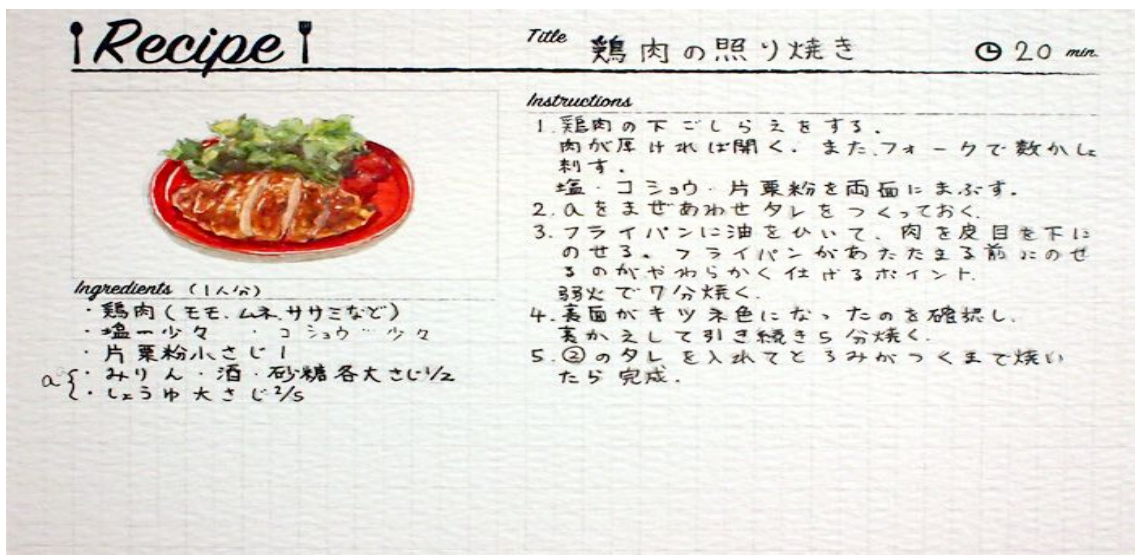 Recipe
Title 鶏肉の照り焼き 20 min.
Ingredients (1人分)
・鶏肉(モモ、ムネ、ササミなど)
・塩…少々 ・コショウ…少々
・片栗粉小さじ1
a ・みりん・酒・砂糖各大さじ1/2
・しょうゆ大さじ2/5
Instructions
1. 鶏肉の下ごしらえをする.
肉が厚ければ開く. また、フォークで数かしょ
刺す.
塩・コショウ・片栗粉を両面にまぶす.
2. aをまぜあわせタレをつくっておく.
3. フライパンに油をひいて、肉を皮目を下に
のせる. フライパンがあたたまる前にのせ
るのがやわらかく仕上げるポイント.
弱火で7分焼く.
4. 裏面がキツネ色になったのを確認し、
裏かえして引き続き5分焼く.
5. ②のタレを入れてとろみがつくまで焼い
たら完成.